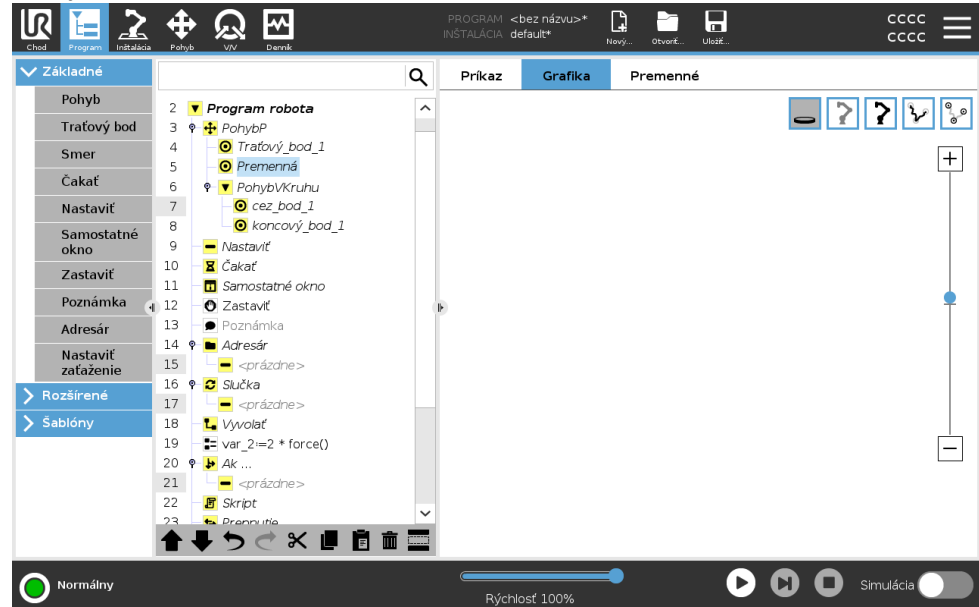 Chod
Program
Inštalácia
Pohyb
V/V
Denník
PROGRAM <bez názvu>*
INŠTALÁCIA default*
Nový...
Otvoriť...
Uložiť...
CCCC
CCCC
Základné
Pohyb
Traťový bod
Smer
Čakať
Nastaviť
Samostatné
okno
Zastaviť
Poznámka
Adresár
Nastaviť
zaťaženie
Rozšírené
Šablóny
2 Program robota
3 PohybP
4 Traťový_bod_1
5 Premenná
6 PohybVKruhu
7 cez_bod_1
8 koncový_bod_1
9 Nastaviť
10 Čakať
11 Samostatné okno
12 Zastaviť
13 Poznámka
14 Adresár
15 <prázdne>
16 Slučka
17 <prázdne>
18 Vyvolať
19 var_2≔2 * force()
20 Ak ...
21 <prázdne>
22 Skript
23 Prepnutie
Príkaz
Grafika
Premenné
Normálny
Rýchlosť 100%
Simulácia